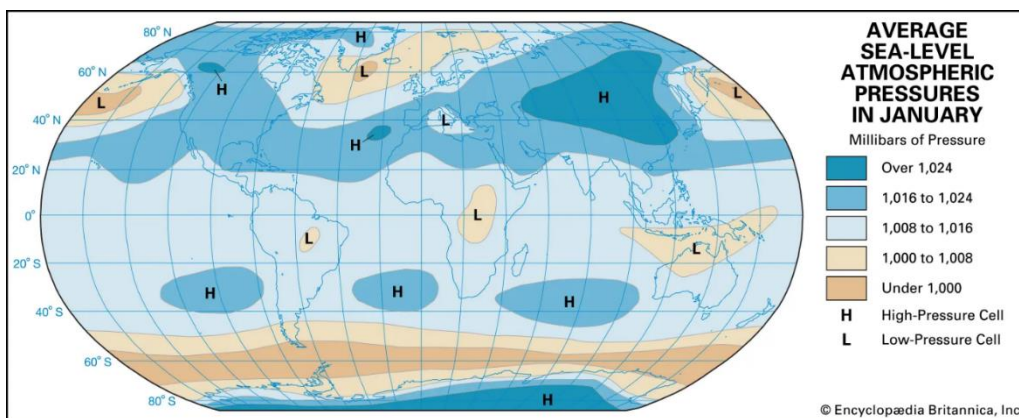 AVERAGE
SEA-LEVEL
ATMOSPHERIC
PRESSURES
IN JANUARY
Millibars of Pressure
Over 1,024
1,016 to 1,024
1,008 to 1,016
1,000 to 1,008
Under 1,000
H High-Pressure Cell
L Low-Pressure Cell
© Encyclopædia Britannica, Inc
80° N
60° N
40° N
20° N
0°
20° S
40° S
60° S
80° S
H
L
H
L
H
L
L
H
L
L
L
H
H
H
H